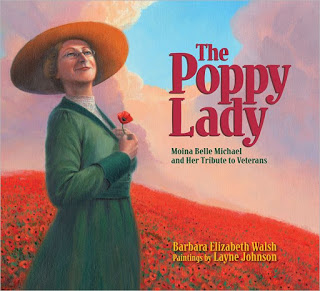 The
Poppy
Lady
Moina Belle Michael
and Her Tribute to Veterans
Barbara Elizabeth Walsh
Paintings by Layne Johnson